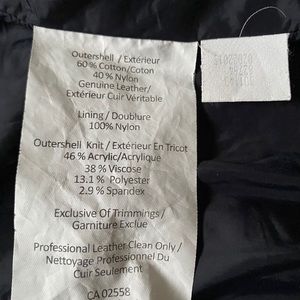 Outershell / Extérieur
60 % Cotton/Coton
40 % Nylon
Genuine Leather/
Extérieur Cuir Véritable
Lining / Doublure
100% Nylon
Outershell Knit / Extérieur En Tricot
46 % Acrylic/Acrylique
38 % Viscose
13.1 % Polyester
2.9 % Spandex
Exclusive Of Trimmings /
Garniture Exclue
Professional Leather Clean Only /
Nettoyage Professionnel Du
Cuir Seulement
CA 02558